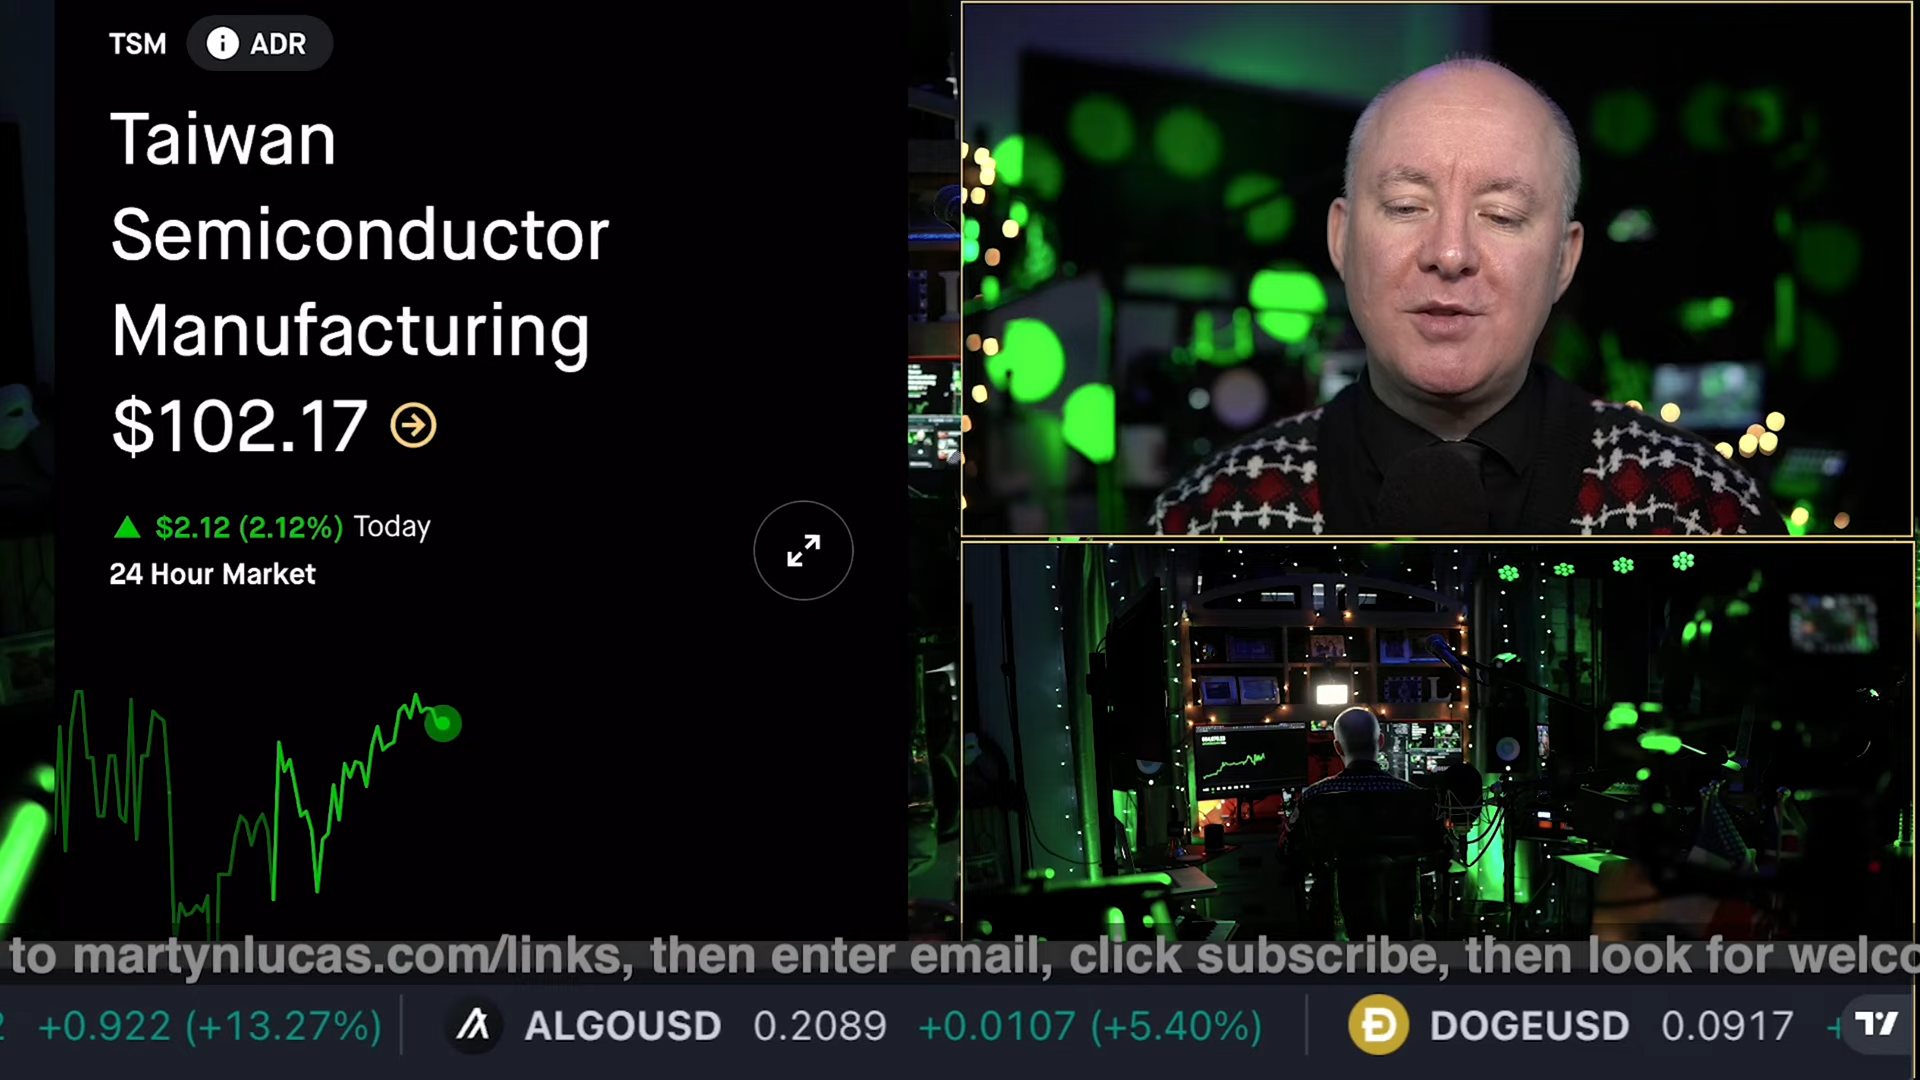 TSM
ADR
Taiwan
Semiconductor
Manufacturing
$102.17
$2.12 (2.12%) Today
24 Hour Market
L
to martynlucas.com/links, then enter email, click subscribe, then look for welco
+0.922 (+13.27%)
ALGOUSD 0.2089 +0.0107 (+5.40%)
DOGEUSD 0.0917